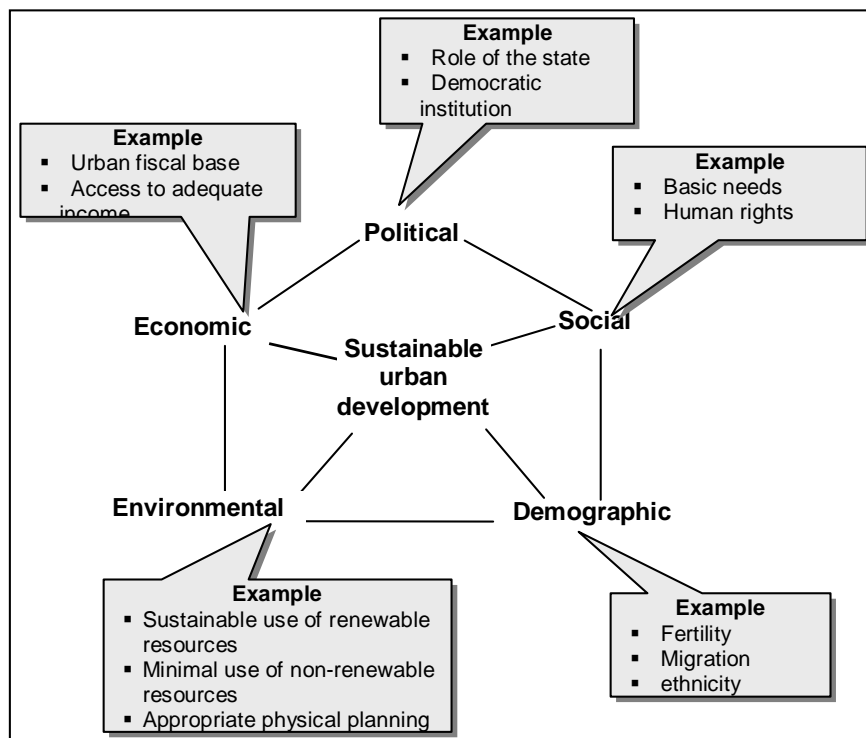 Example
▪ Role of the state
▪ Democratic
institution
Example
▪ Urban fiscal base
▪ Access to adequate
income
Example
▪ Basic needs
▪ Human rights
Political
Economic
Social
Sustainable
urban
development
Environmental
Demographic
Example
▪ Sustainable use of renewable
resources
▪ Minimal use of non-renewable
resources
▪ Appropriate physical planning
Example
▪ Fertility
▪ Migration
▪ ethnicity